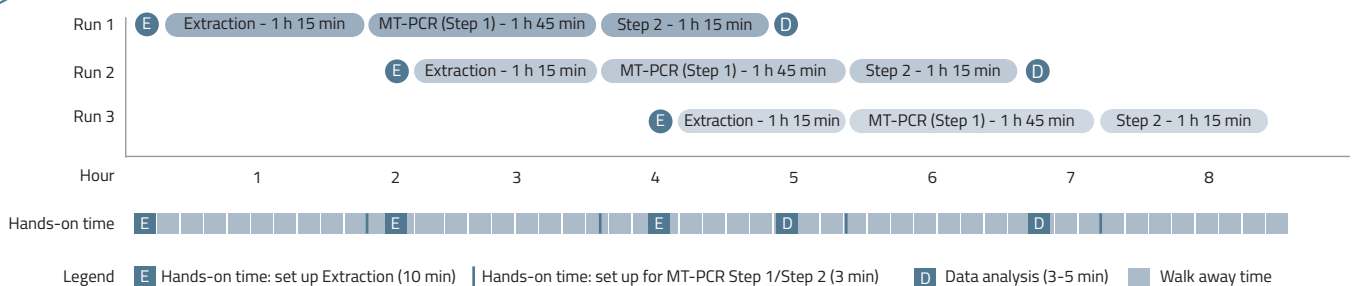 Run 1 E Extraction - 1 h 15 min MT-PCR (Step 1) - 1 h 45 min Step 2 - 1 h 15 min D
Run 2 E Extraction - 1 h 15 min MT-PCR (Step 1) - 1 h 45 min Step 2 - 1 h 15 min D
Run 3 E Extraction - 1 h 15 min MT-PCR (Step 1) - 1 h 45 min Step 2 - 1 h 15 min
Hour 1 2 3 4 5 6 7 8
Hands-on time E E E D D
Legend E Hands-on time: set up Extraction (10 min) Hands-on time: set up for MT-PCR Step 1/Step 2 (3 min) D Data analysis (3-5 min) Walk away time